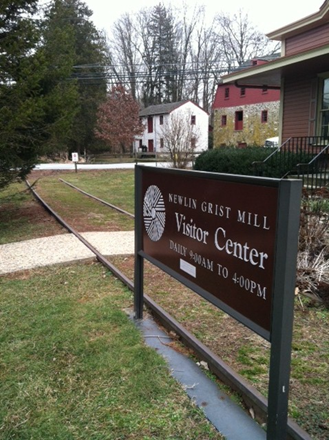 NEWLIN GRIST MILL
Visitor Center
DAILY 9:00AM TO 4:00PM